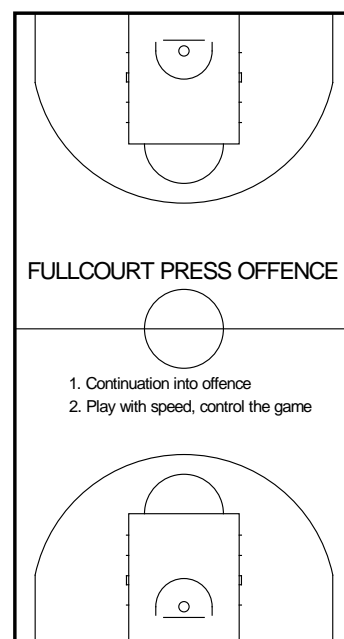 FULLCOURT PRESS OFFENCE
1. Continuation into offence
2. Play with speed, control the game